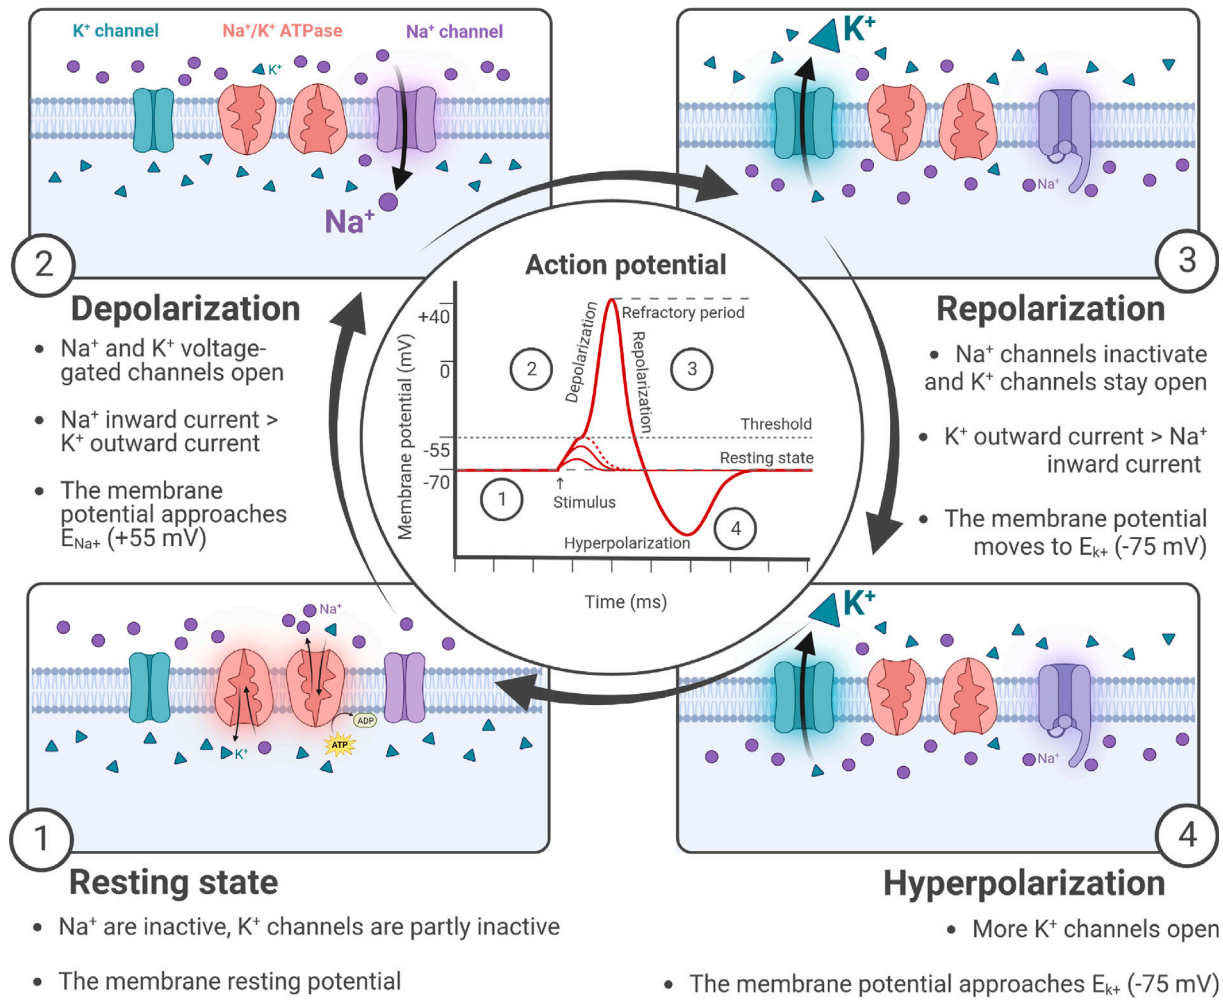 K⁺ channel
Na⁺/K⁺ ATPase
Na⁺ channel
K⁺
Na⁺
2
Depolarization
• Na⁺ and K⁺ voltage-
gated channels open
• Na⁺ inward current >
K⁺ outward current
• The membrane
potential approaches
E_Na+ (+55 mV)
K⁺
Na⁺
3
Repolarization
• Na⁺ channels inactivate
and K⁺ channels stay open
• K⁺ outward current > Na⁺
inward current
• The membrane potential
moves to E_k+ (-75 mV)
Action potential
Membrane potential (mV)
+40
0
-55
-70
Depolarization
Refractory period
Repolarization
2
3
Threshold
Resting state
1
Stimulus
4
Hyperpolarization
Time (ms)
Na⁺
K⁺
ATP
ADP
1
Resting state
• Na⁺ are inactive, K⁺ channels are partly inactive
• The membrane resting potential
K⁺
Na⁺
4
Hyperpolarization
• More K⁺ channels open
• The membrane potential approaches E_k+ (-75 mV)